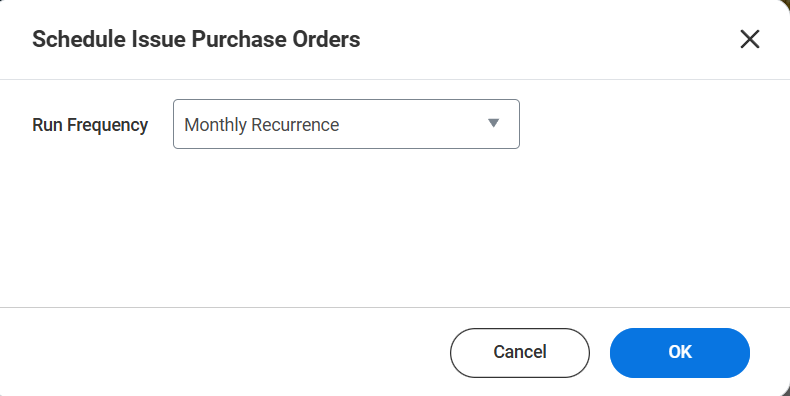 Schedule Issue Purchase Orders
Run Frequency
Monthly Recurrence
Cancel
OK